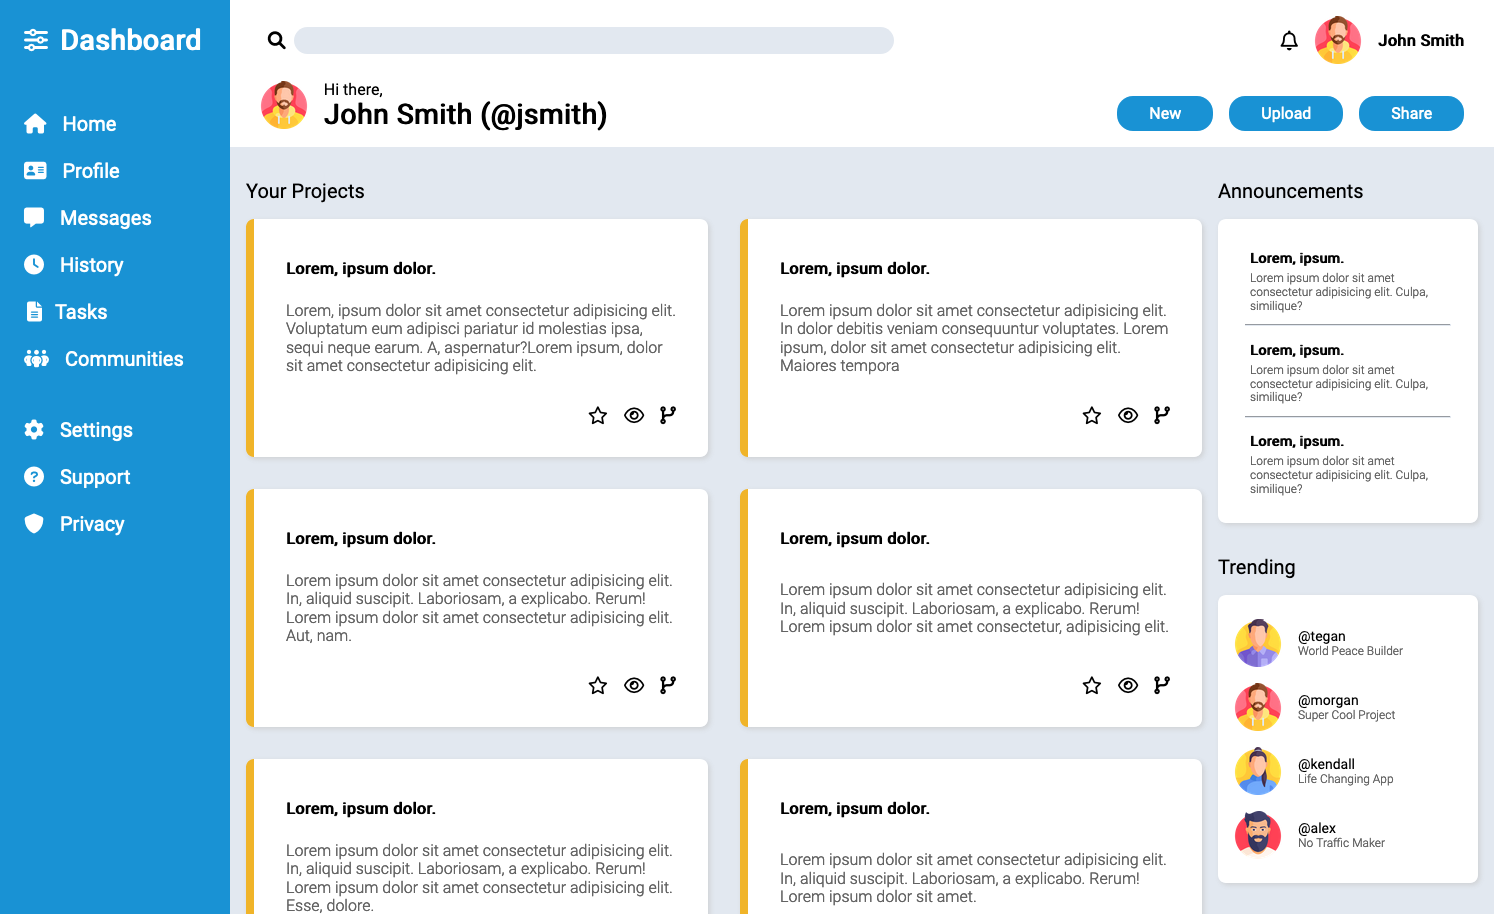 Dashboard
Home
Profile
Messages
History
Tasks
Communities
Settings
Support
Privacy
John Smith
Hi there,
John Smith (@jsmith)
New
Upload
Share
Your Projects
Lorem, ipsum dolor.
Lorem, ipsum dolor sit amet consectetur adipisicing elit.
Voluptatum eum adipisci pariatur id molestias ipsa,
sequi neque earum. A, aspernatur?Lorem ipsum, dolor
sit amet consectetur adipisicing elit.
Lorem, ipsum dolor.
Lorem ipsum dolor sit amet consectetur adipisicing elit.
In dolor debitis veniam consequuntur voluptates. Lorem
ipsum, dolor sit amet consectetur adipisicing elit.
Maiores tempora
Lorem, ipsum dolor.
Lorem ipsum dolor sit amet consectetur adipisicing elit.
In, aliquid suscipit. Laboriosam, a explicabo. Rerum!
Lorem ipsum dolor sit amet consectetur adipisicing elit.
Aut, nam.
Lorem, ipsum dolor.
Lorem ipsum dolor sit amet consectetur adipisicing elit.
In, aliquid suscipit. Laboriosam, a explicabo. Rerum!
Lorem ipsum dolor sit amet consectetur, adipisicing elit.
Lorem, ipsum dolor.
Lorem ipsum dolor sit amet consectetur adipisicing elit.
In, aliquid suscipit. Laboriosam, a explicabo. Rerum!
Lorem ipsum dolor sit amet consectetur adipisicing elit.
Esse, dolore.
Lorem, ipsum dolor.
Lorem ipsum dolor sit amet consectetur adipisicing elit.
In, aliquid suscipit. Laboriosam, a explicabo. Rerum!
Lorem ipsum dolor sit amet.
Announcements
Lorem, ipsum.
Lorem ipsum dolor sit amet
consectetur adipisicing elit. Culpa,
similique?
Lorem, ipsum.
Lorem ipsum dolor sit amet
consectetur adipisicing elit. Culpa,
similique?
Lorem, ipsum.
Lorem ipsum dolor sit amet
consectetur adipisicing elit. Culpa,
similique?
Trending
@tegan
World Peace Builder
@morgan
Super Cool Project
@kendall
Life Changing App
@alex
No Traffic Maker